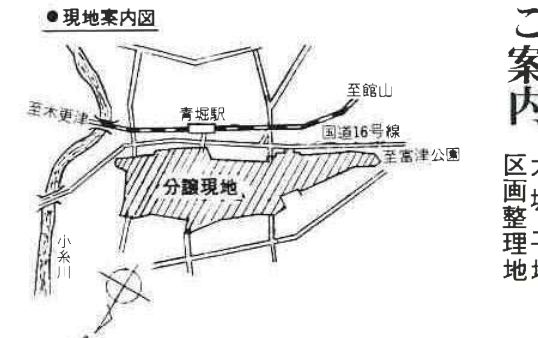 ●現地案内図
至館山
至木更津
青堀駅
国道16号線
至富津公園
分譲現地
小糸川
ご案内
区画整理地